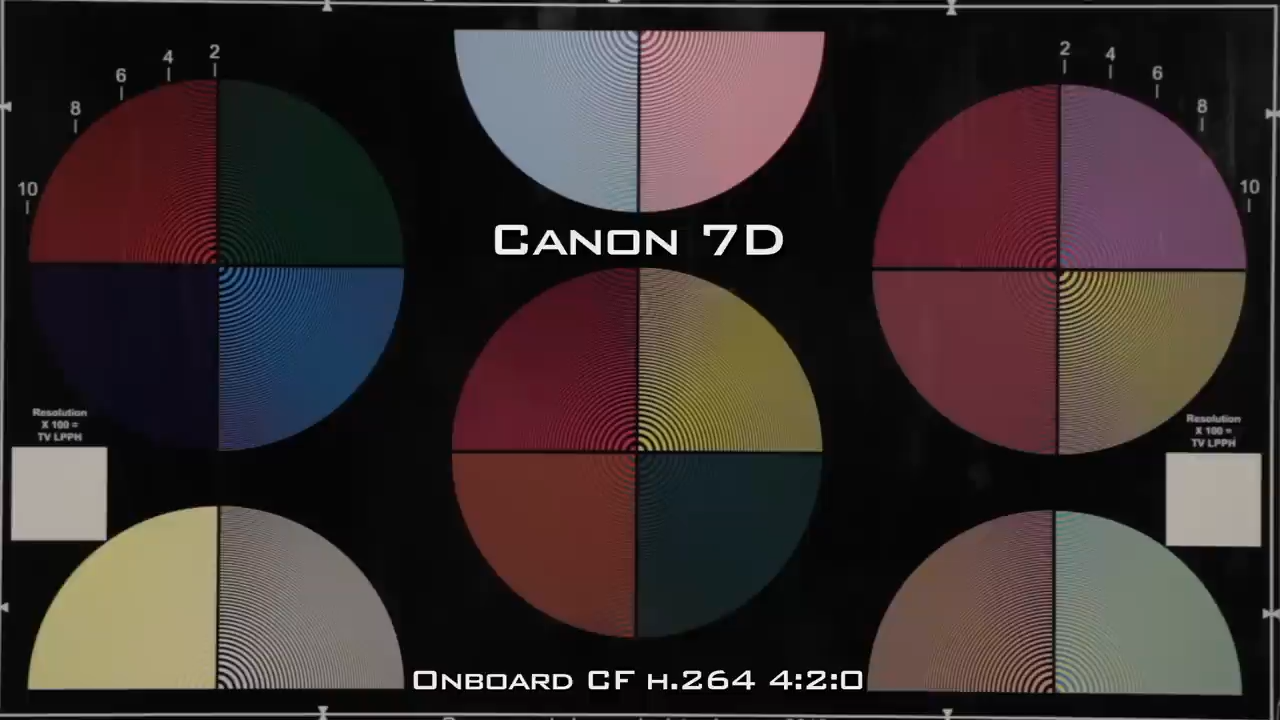 2
4
6
8
10
2
4
6
8
10
Canon 7D
Resolution
X 100 =
TV LPPH
Resolution
X 100 =
TV LPPH
Onboard CF h.264 4:2:0